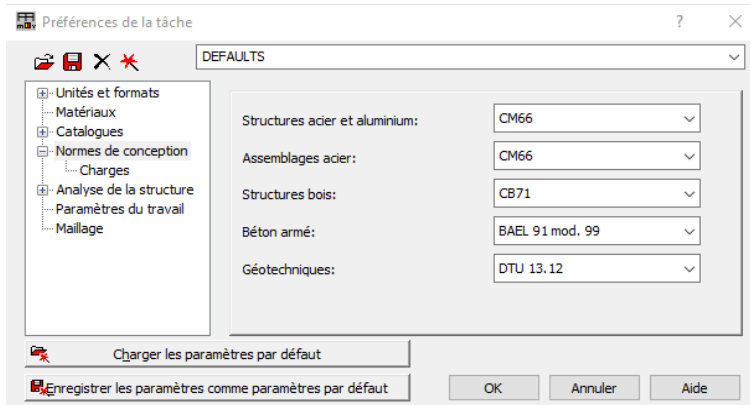 Préférences de la tâche
DEFAULTS
Unités et formats
Matériaux
Catalogues
Normes de conception
Charges
Analyse de la structure
Paramètres du travail
Maillage
Structures acier et aluminium: CM66
Assemblages acier: CM66
Structures bois: CB71
Béton armé: BAEL 91 mod. 99
Géotechniques: DTU 13.12
Charger les paramètres par défaut
Enregistrer les paramètres comme paramètres par défaut
OK Annuler Aide